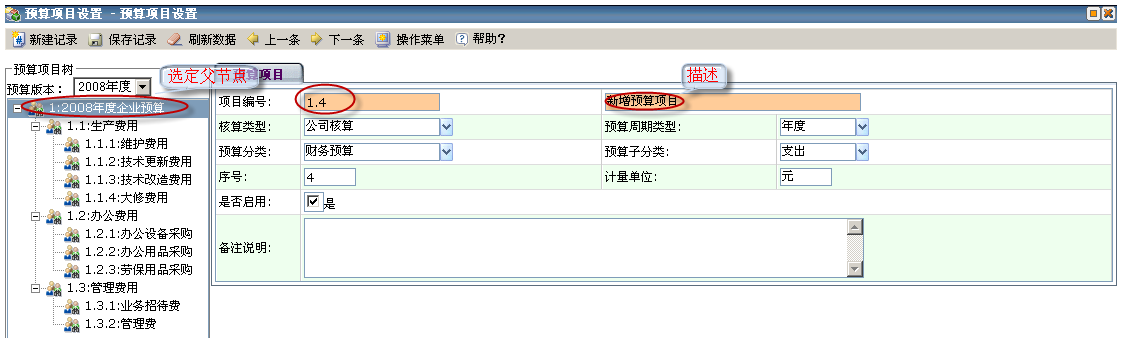 预算项目设置 - 预算项目设置
新建记录 保存记录 刷新数据 上一条 下一条 操作菜单 帮助?
预算项目树
预算版本: 2008年度
选定父节点
预算项目
描述
1:2008年度企业预算
1.1:生产费用
1.1.1:维护费用
1.1.2:技术更新费用
1.1.3:技术改造费用
1.1.4:大修费用
1.2:办公费用
1.2.1:办公设备采购
1.2.2:办公用品采购
1.2.3:劳保用品采购
1.3:管理费用
1.3.1:业务招待费
1.3.2:管理费
项目编号: 1.4 新增预算项目
核算类型: 公司核算 预算周期类型: 年度
预算分类: 财务预算 预算子分类: 支出
序号: 4 计量单位: 元
是否启用: 是
备注说明: